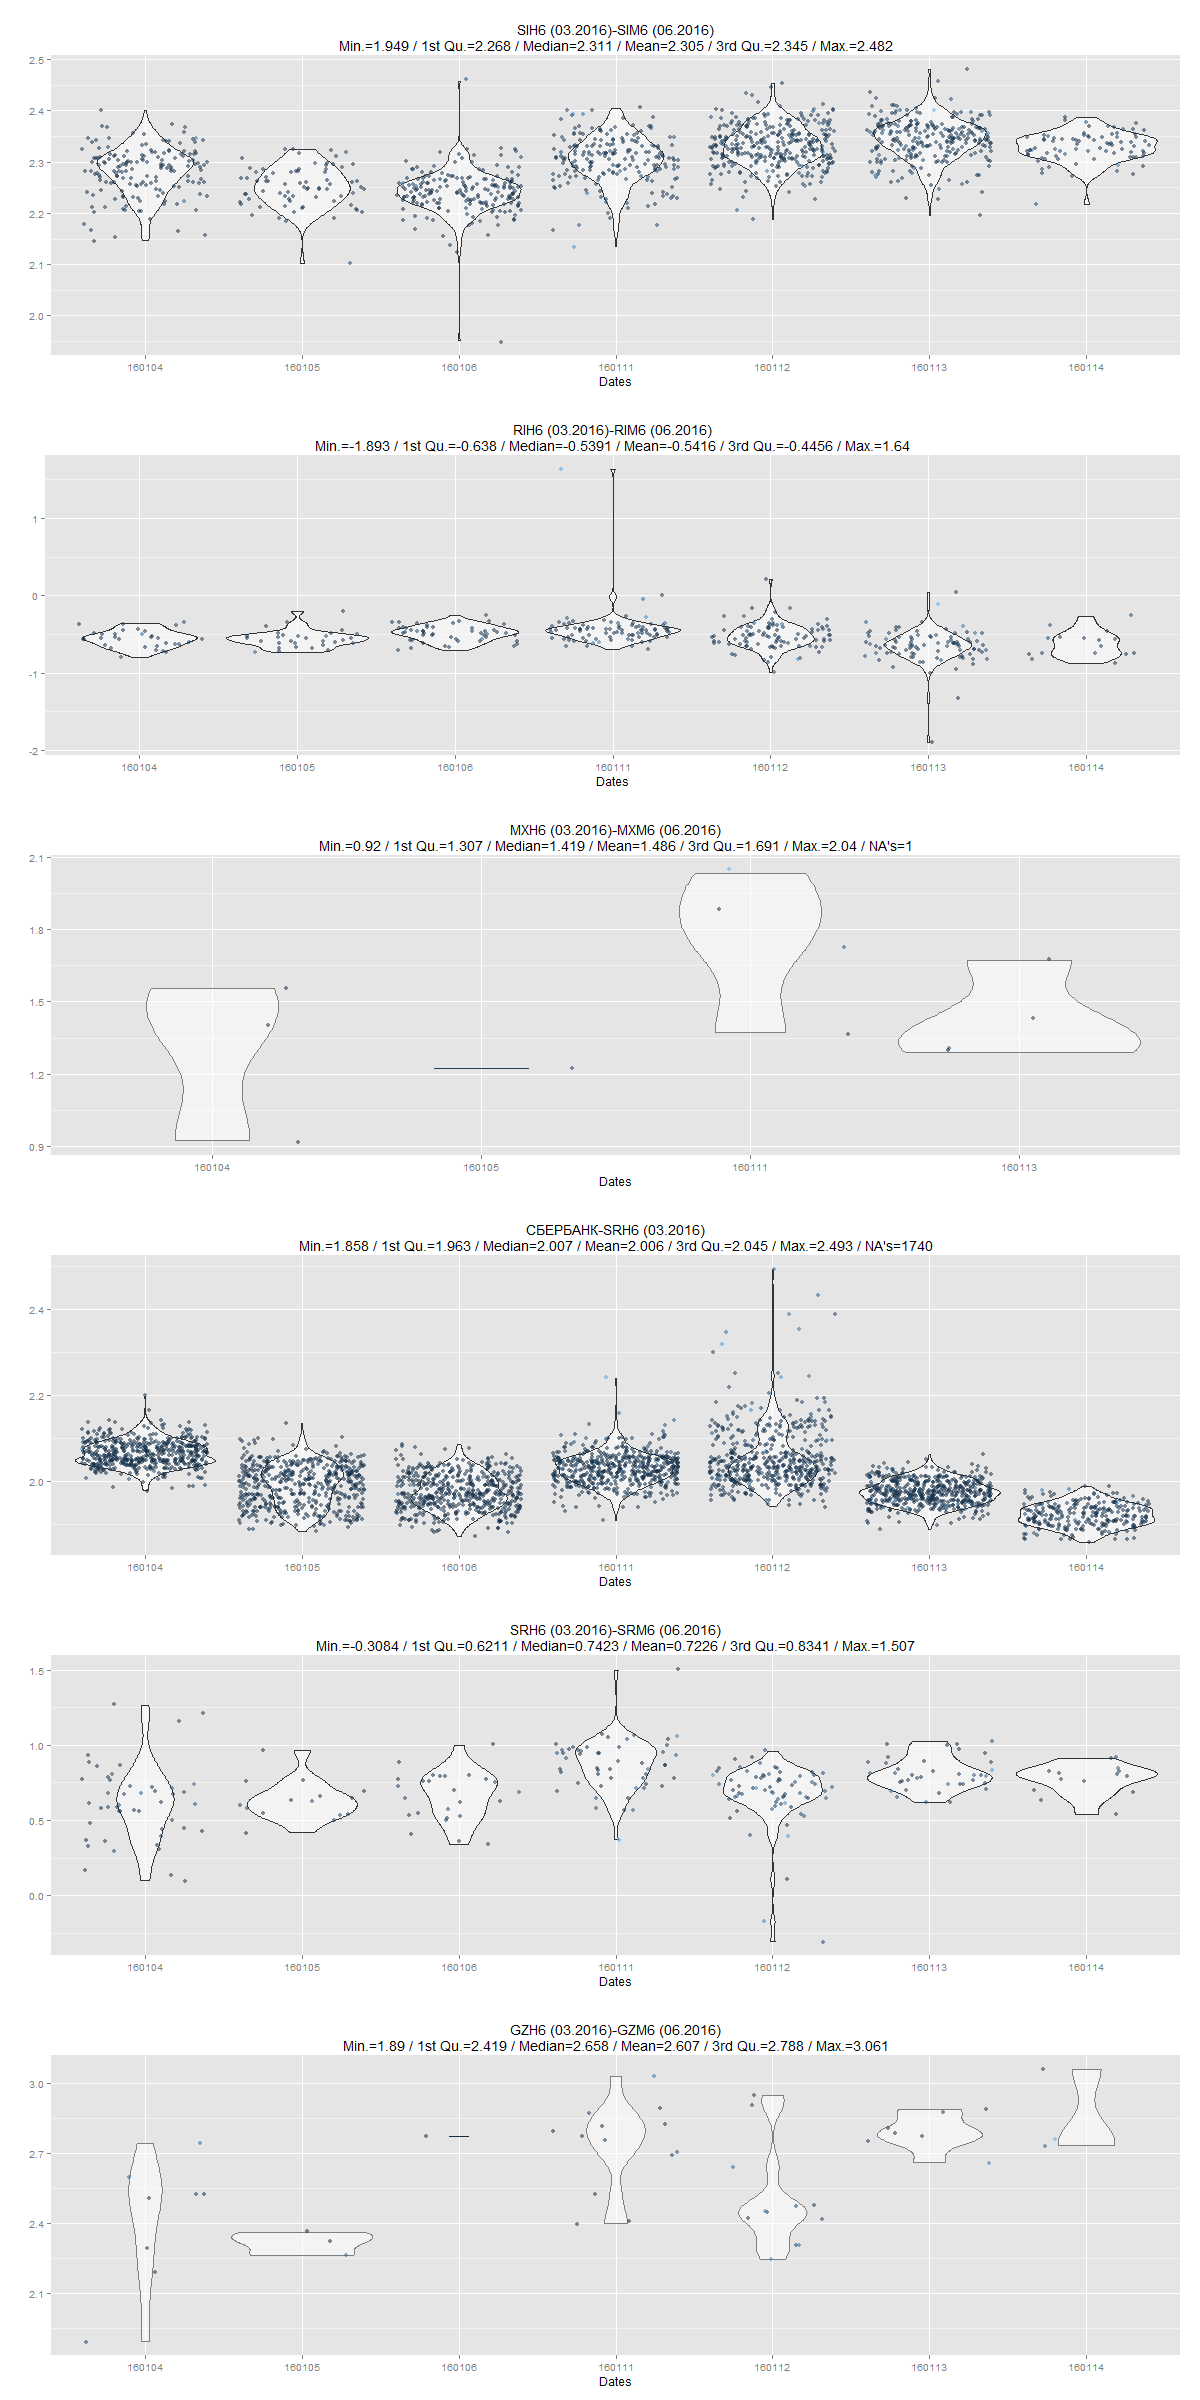 SIH6 (03.2016)-SIM6 (06.2016)
Min.=1.949 / 1st Qu.=2.268 / Median=2.311 / Mean=2.305 / 3rd Qu.=2.345 / Max.=2.482
2.5
2.4
2.3
2.2
2.1
2.0
160104 160105 160106 160111 160112 160113 160114
Dates
RIH6 (03.2016)-RIM6 (06.2016)
Min.=-1.893 / 1st Qu.=-0.638 / Median=-0.5391 / Mean=-0.5416 / 3rd Qu.=-0.4456 / Max.=1.64
1
0
-1
-2
160104 160105 160106 160111 160112 160113 160114
Dates
MXH6 (03.2016)-MXM6 (06.2016)
Min.=0.92 / 1st Qu.=1.307 / Median=1.419 / Mean=1.486 / 3rd Qu.=1.691 / Max.=2.04 / NA's=1
2.1
1.8
1.5
1.2
0.9
160104 160105 160111 160113
Dates
СБЕРБАНК-SRH6 (03.2016)
Min.=1.858 / 1st Qu.=1.963 / Median=2.007 / Mean=2.006 / 3rd Qu.=2.045 / Max.=2.493 / NA's=1740
2.4
2.2
2.0
160104 160105 160106 160111 160112 160113 160114
Dates
SRH6 (03.2016)-SRM6 (06.2016)
Min.=-0.3084 / 1st Qu.=0.6211 / Median=0.7423 / Mean=0.7226 / 3rd Qu.=0.8341 / Max.=1.507
1.5
1.0
0.5
0.0
160104 160105 160106 160111 160112 160113 160114
Dates
GZH6 (03.2016)-GZM6 (06.2016)
Min.=1.89 / 1st Qu.=2.419 / Median=2.658 / Mean=2.607 / 3rd Qu.=2.788 / Max.=3.061
3.0
2.7
2.4
2.1
160104 160105 160106 160111 160112 160113 160114
Dates